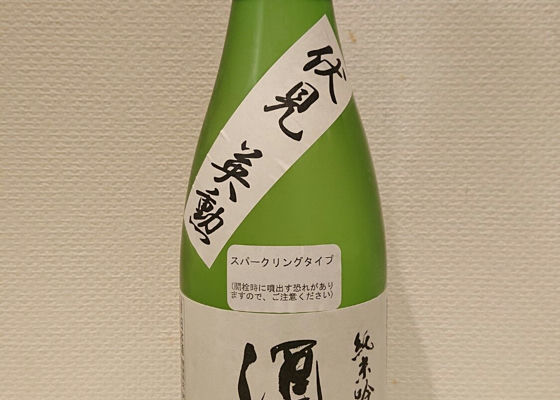 伏見 英勲
スパークリングタイプ
(開栓時に噴出す恐れがあり
ますので、ご注意ください)
純米吟
酒